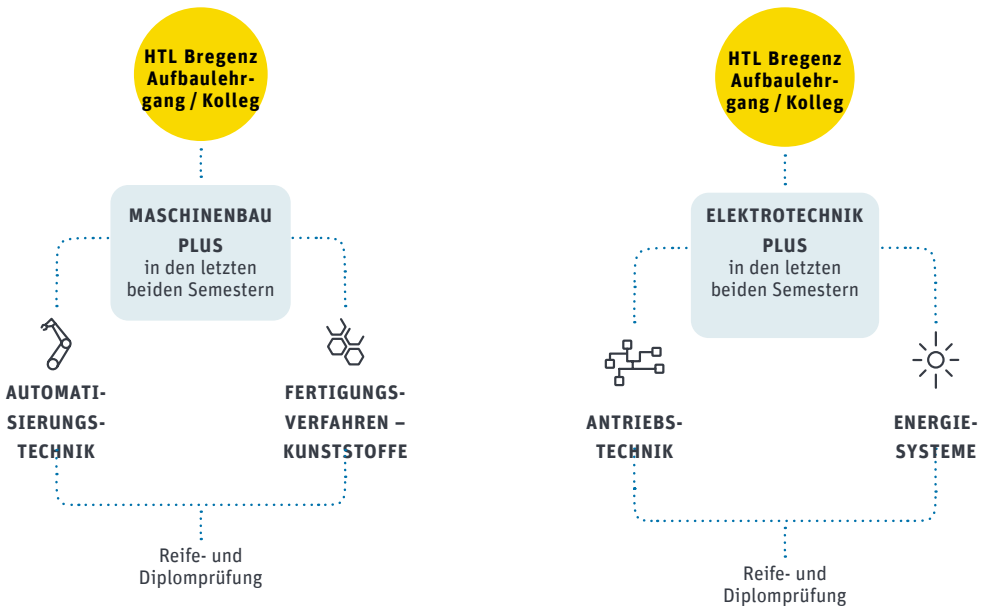 HTL Bregenz
Aufbaulehr-
gang / Kolleg
MASCHINENBAU
PLUS
in den letzten
beiden Semestern
AUTOMATI-
SIERUNGS-
TECHNIK
FERTIGUNGS-
VERFAHREN –
KUNSTSTOFFE
Reife- und
Diplomprüfung
HTL Bregenz
Aufbaulehr-
gang / Kolleg
ELEKTROTECHNIK
PLUS
in den letzten
beiden Semestern
ANTRIEBS-
TECHNIK
ENERGIE-
SYSTEME
Reife- und
Diplomprüfung